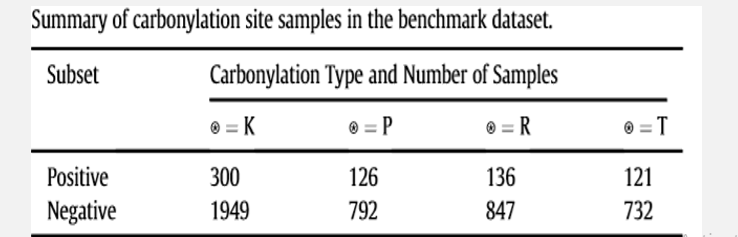 Summary of carbonylation site samples in the benchmark dataset.
Subset Carbonylation Type and Number of Samples
⊛ = K ⊛ = P ⊛ = R ⊛ = T
Positive 300 126 136 121
Negative 1949 792 847 732